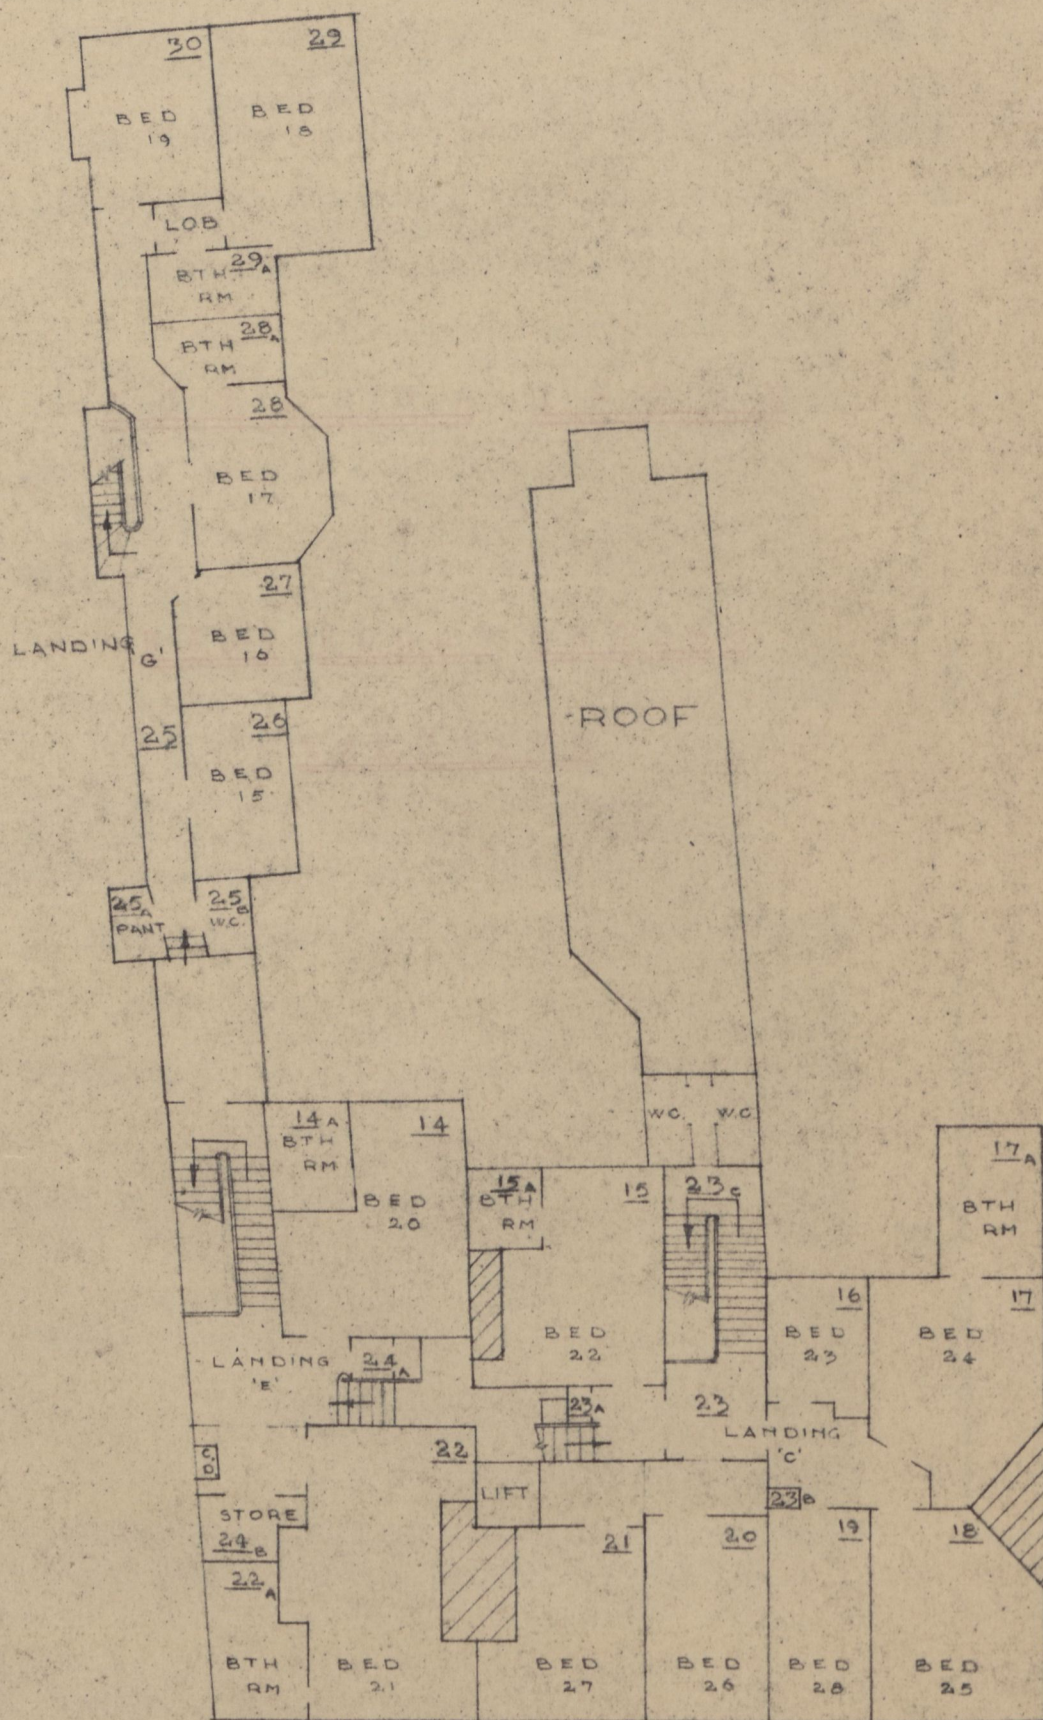 30
29
BED
19
BED
18
LOB
29A
BTH
RM
28A
BTH
RM
28
BED
17
27
BED
16
LANDING
'G'
25
26
BED
15
25A
PANT
25B
W.C.
ROOF
W.C.
W.C.
14A
BTH
RM
14
BED
20
15A
BTH
RM
15
BED
22
23C
17A
BTH
RM
16
BED
23
17
BED
24
LANDING
'E'
24A
23A
23
LANDING
'C'
22
LIFT
23B
STORE
24B
22A
BTH
RM
BED
21
21
BED
27
20
BED
26
19
BED
28
18
BED
25